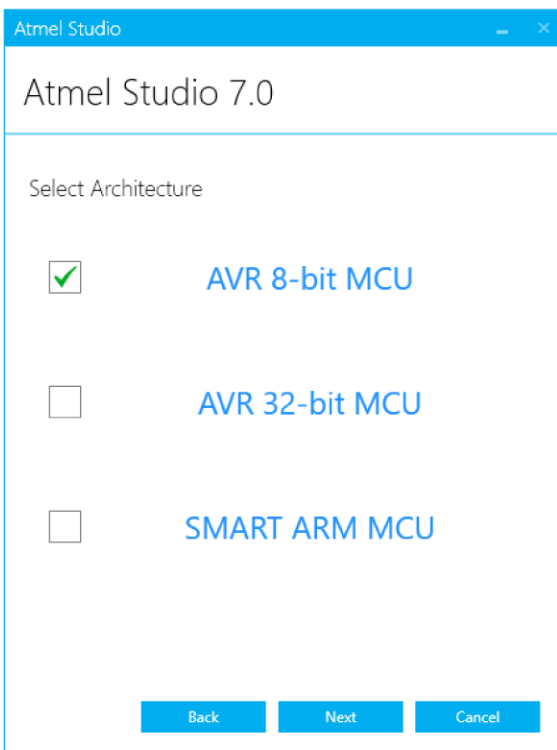 Atmel Studio
Atmel Studio 7.0
Select Architecture
AVR 8-bit MCU
AVR 32-bit MCU
SMART ARM MCU
Back Next Cancel